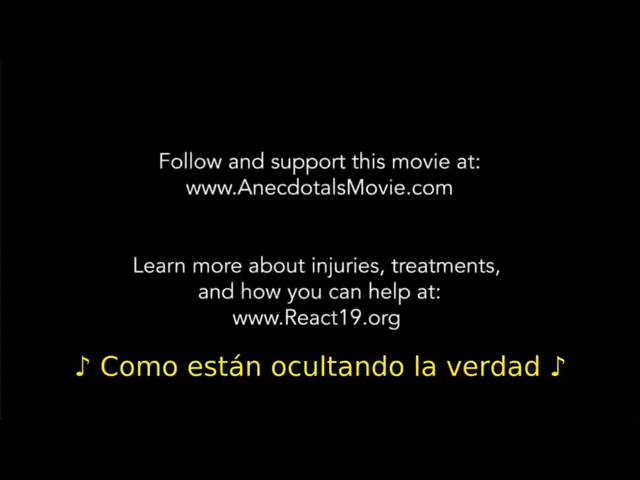 Follow and support this movie at:
www.AnecdotalsMovie.com
Learn more about injuries, treatments,
and how you can help at:
www.React19.org
♪ Como están ocultando la verdad ♪